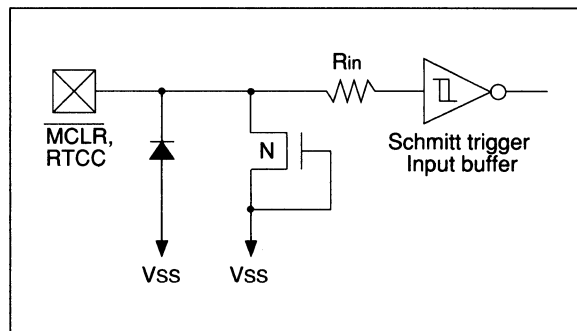 Rin
MCLR,
RTCC
N
Schmitt trigger
Input buffer
VSS
VSS